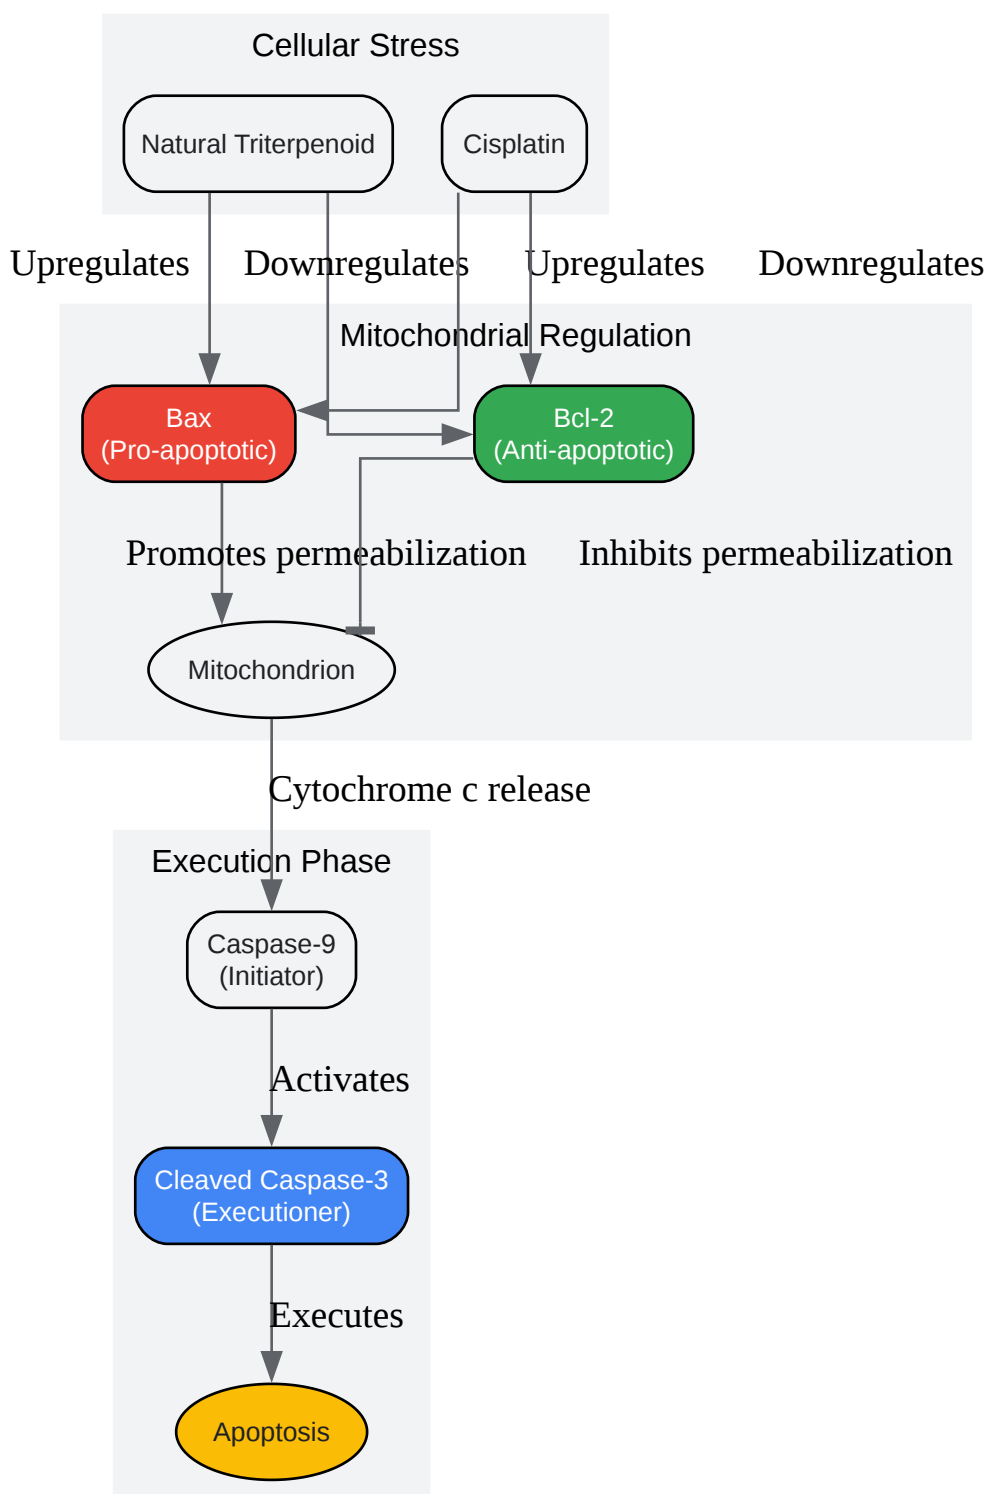 Cellular Stress
Natural Triterpenoid
Cisplatin
Upregulates
Downregulates
Upregulates
Downregulates
Mitochondrial Regulation
Bax
(Pro-apoptotic)
Bcl-2
(Anti-apoptotic)
Promotes permeabilization
Inhibits permeabilization
Mitochondrion
Cytochrome c release
Execution Phase
Caspase-9
(Initiator)
Activates
Cleaved Caspase-3
(Executioner)
Executes
Apoptosis